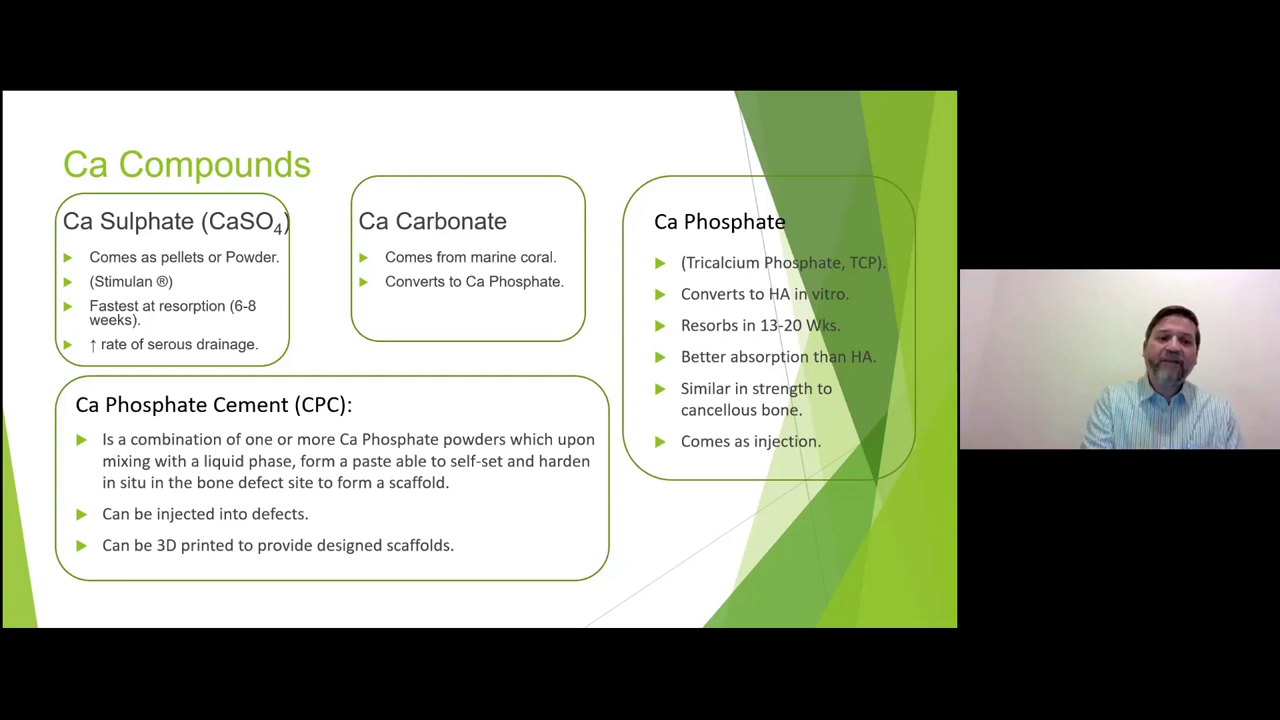 Ca Compounds
Ca Sulphate (CaSO₄)
Comes as pellets or Powder.
(Stimulan ®)
Fastest at resorption (6-8
weeks).
↑ rate of serous drainage.
Ca Carbonate
Comes from marine coral.
Converts to Ca Phosphate.
Ca Phosphate
(Tricalcium Phosphate, TCP).
Converts to HA in vitro.
Resorbs in 13-20 Wks.
Better absorption than HA.
Similar in strength to
cancellous bone.
Comes as injection.
Ca Phosphate Cement (CPC):
Is a combination of one or more Ca Phosphate powders which upon
mixing with a liquid phase, form a paste able to self-set and harden
in situ in the bone defect site to form a scaffold.
Can be injected into defects.
Can be 3D printed to provide designed scaffolds.